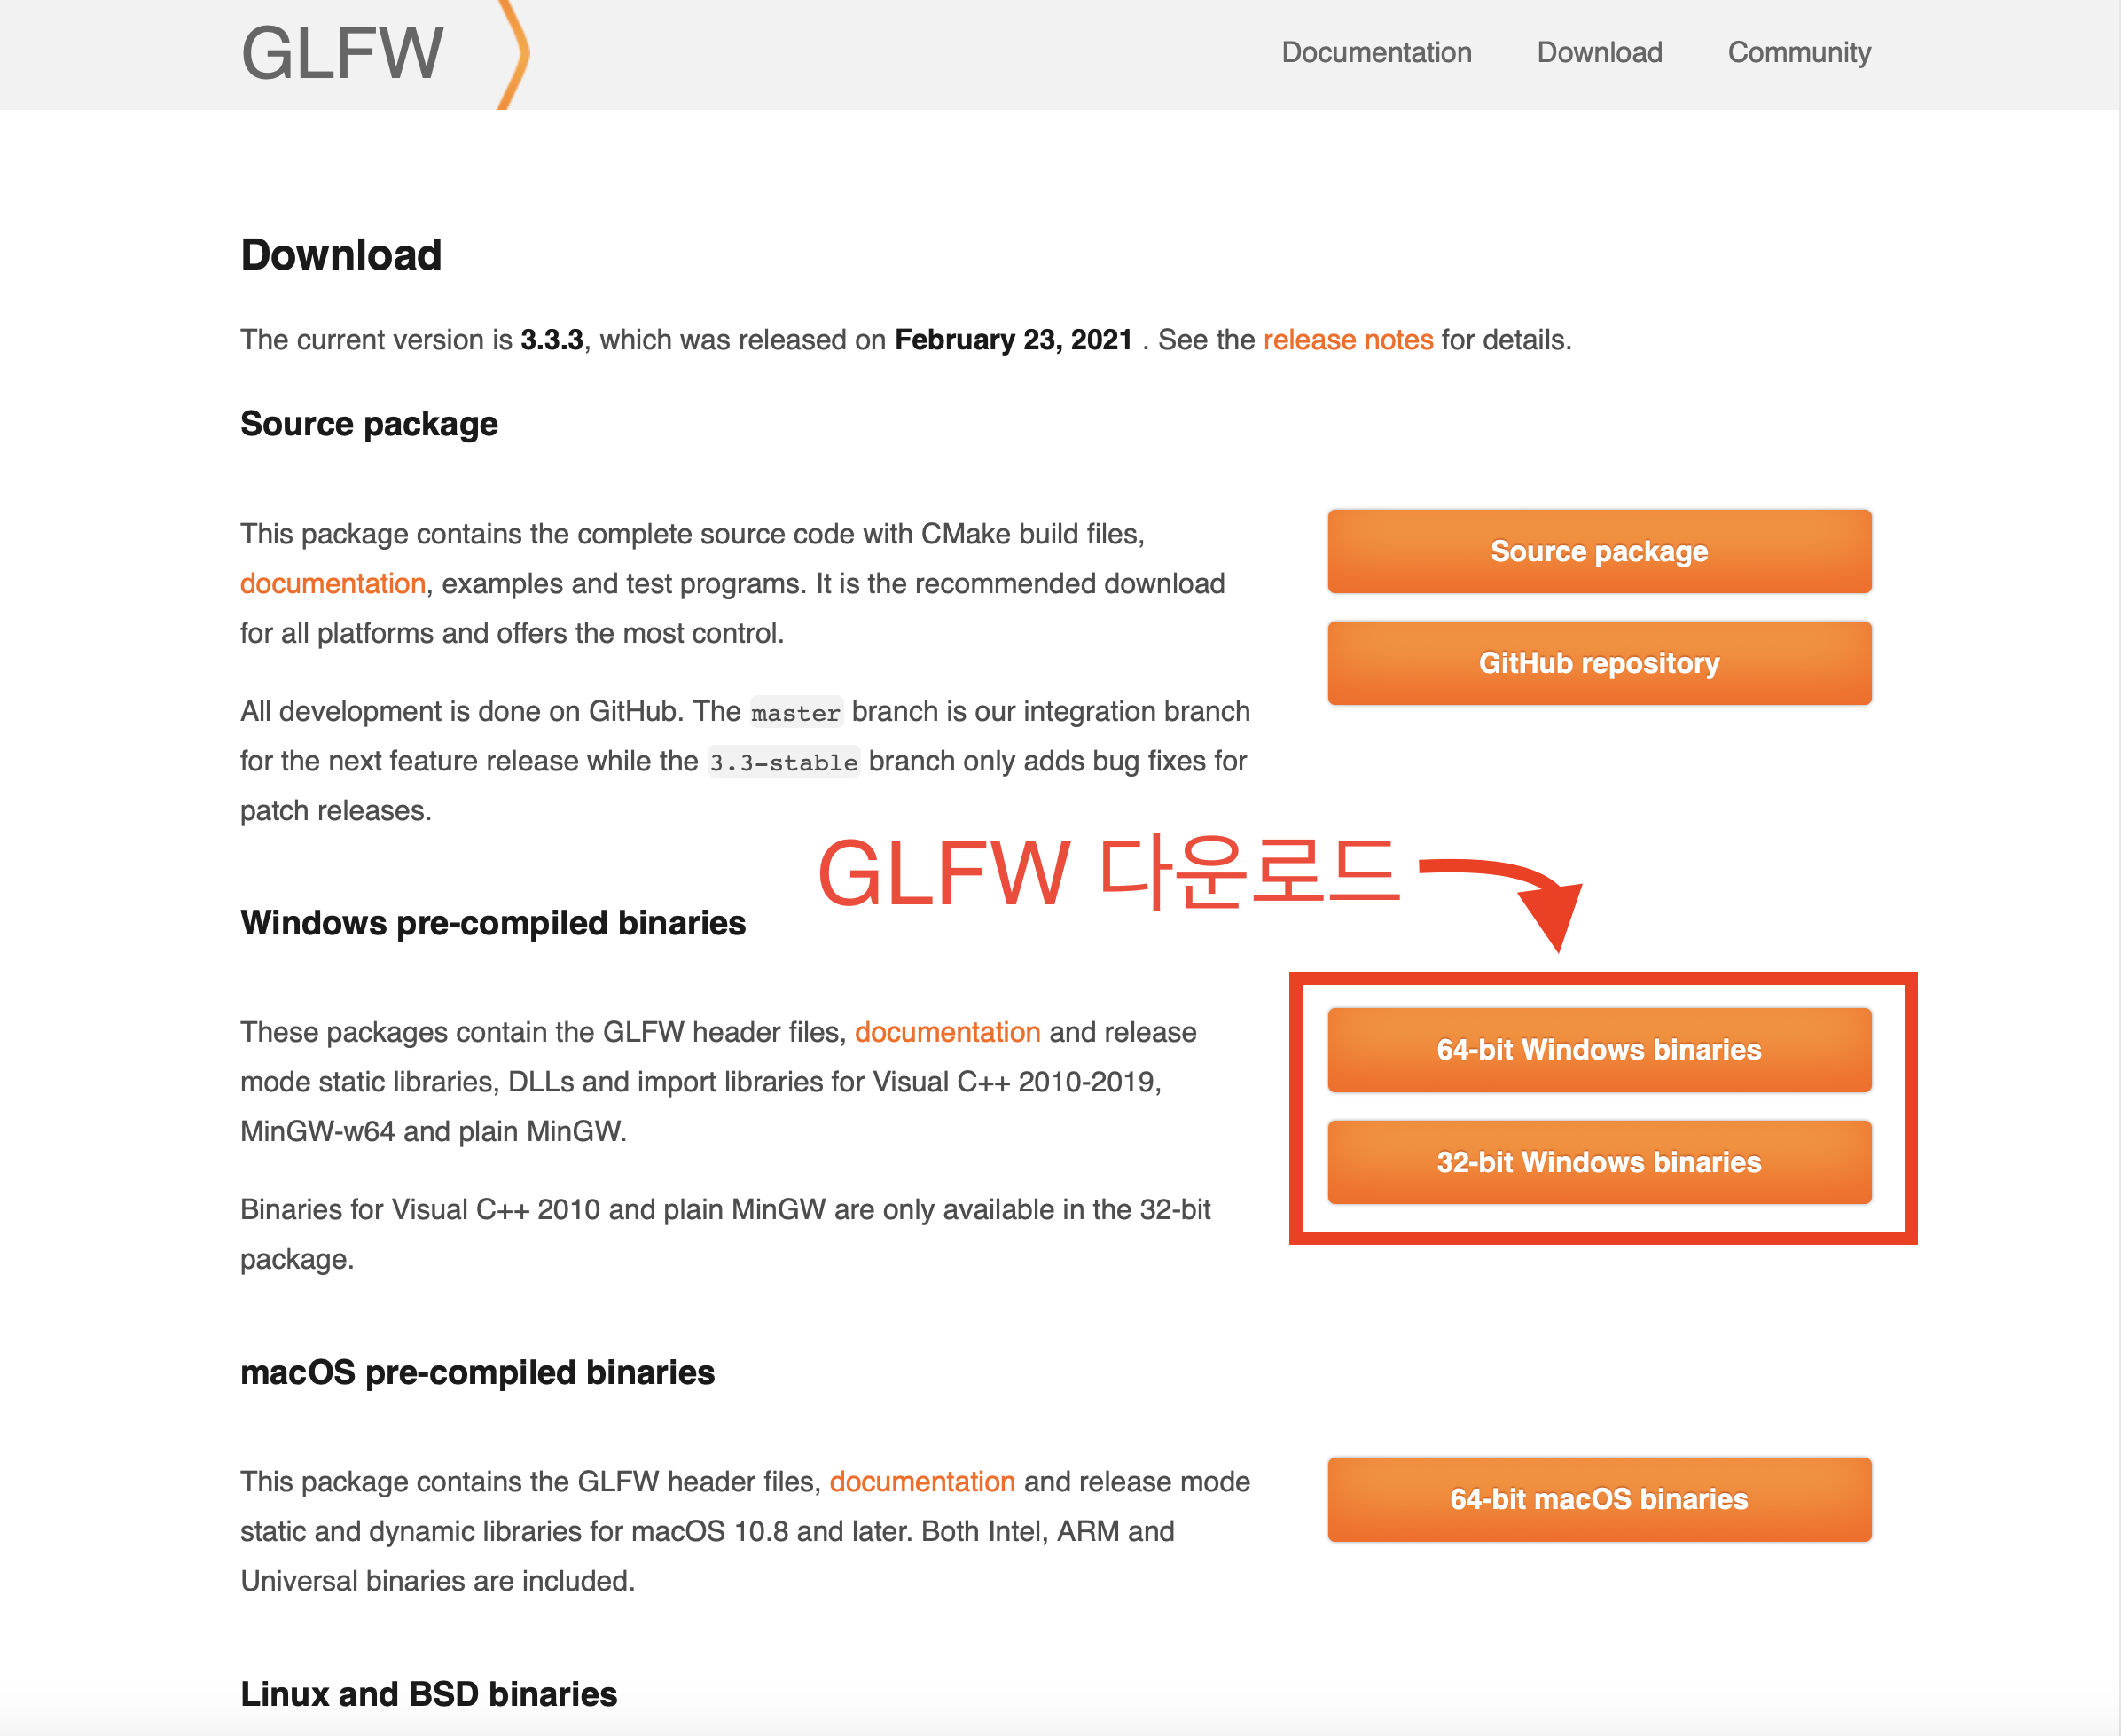 GLFW
Documentation Download Community
Download
The current version is 3.3.3, which was released on February 23, 2021 . See the release notes for details.
Source package
This package contains the complete source code with CMake build files,
documentation, examples and test programs. It is the recommended download
for all platforms and offers the most control.
Source package
GitHub repository
All development is done on GitHub. The master branch is our integration branch
for the next feature release while the 3.3-stable branch only adds bug fixes for
patch releases.
GLFW 다운로드
Windows pre-compiled binaries
These packages contain the GLFW header files, documentation and release
mode static libraries, DLLs and import libraries for Visual C++ 2010-2019,
MinGW-w64 and plain MinGW.
64-bit Windows binaries
32-bit Windows binaries
Binaries for Visual C++ 2010 and plain MinGW are only available in the 32-bit
package.
macOS pre-compiled binaries
This package contains the GLFW header files, documentation and release mode
static and dynamic libraries for macOS 10.8 and later. Both Intel, ARM and
Universal binaries are included.
64-bit macOS binaries
Linux and BSD binaries